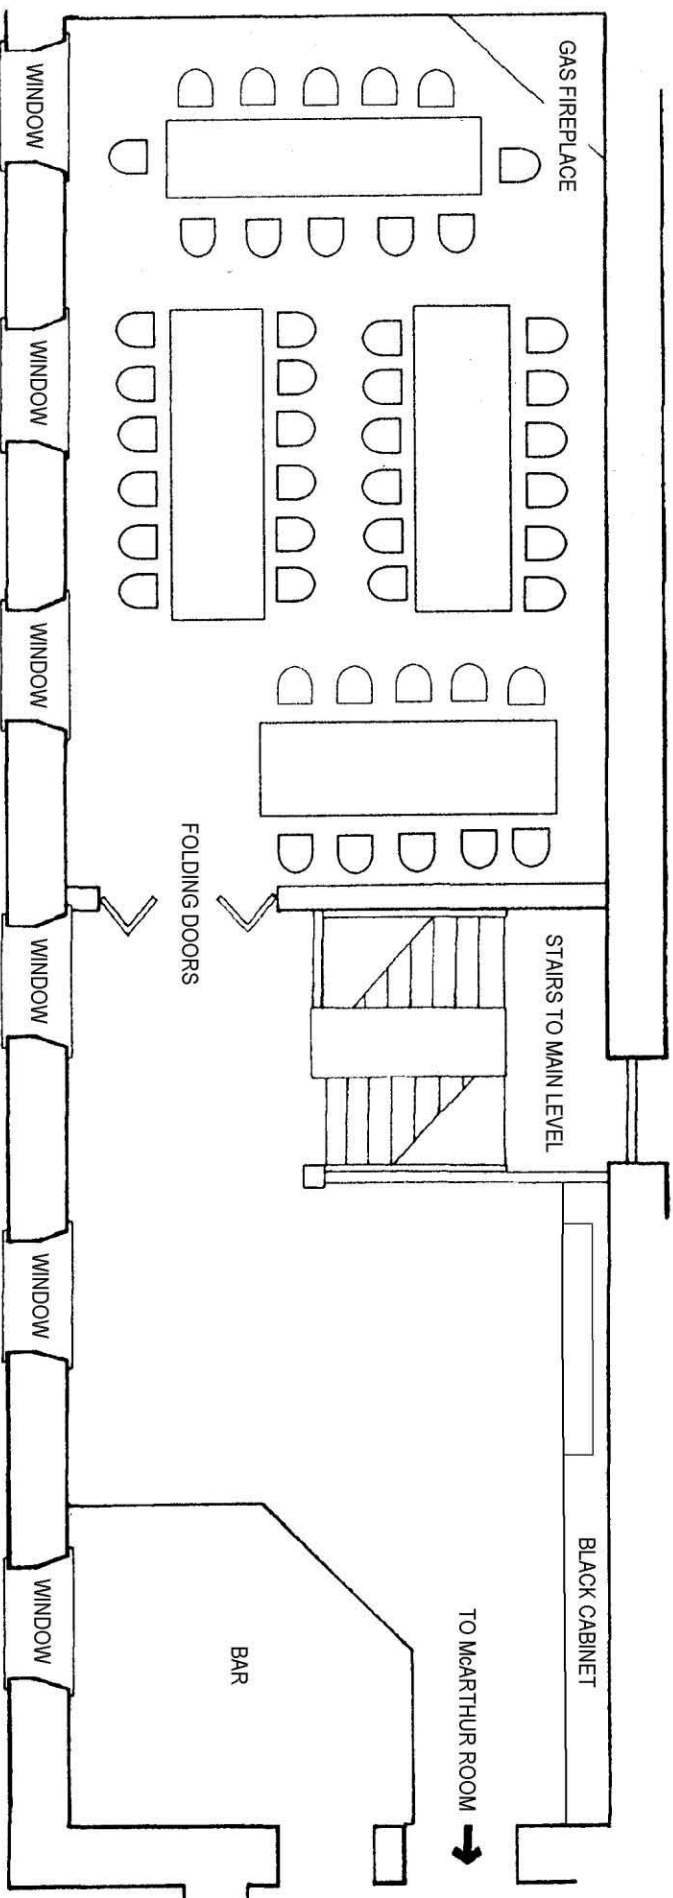 GAS FIREPLACE
WINDOW
WINDOW
WINDOW
FOLDING DOORS
STAIRS TO MAIN LEVEL
WINDOW
WINDOW
BLACK CABINET
WINDOW
BAR
TO McARTHUR ROOM